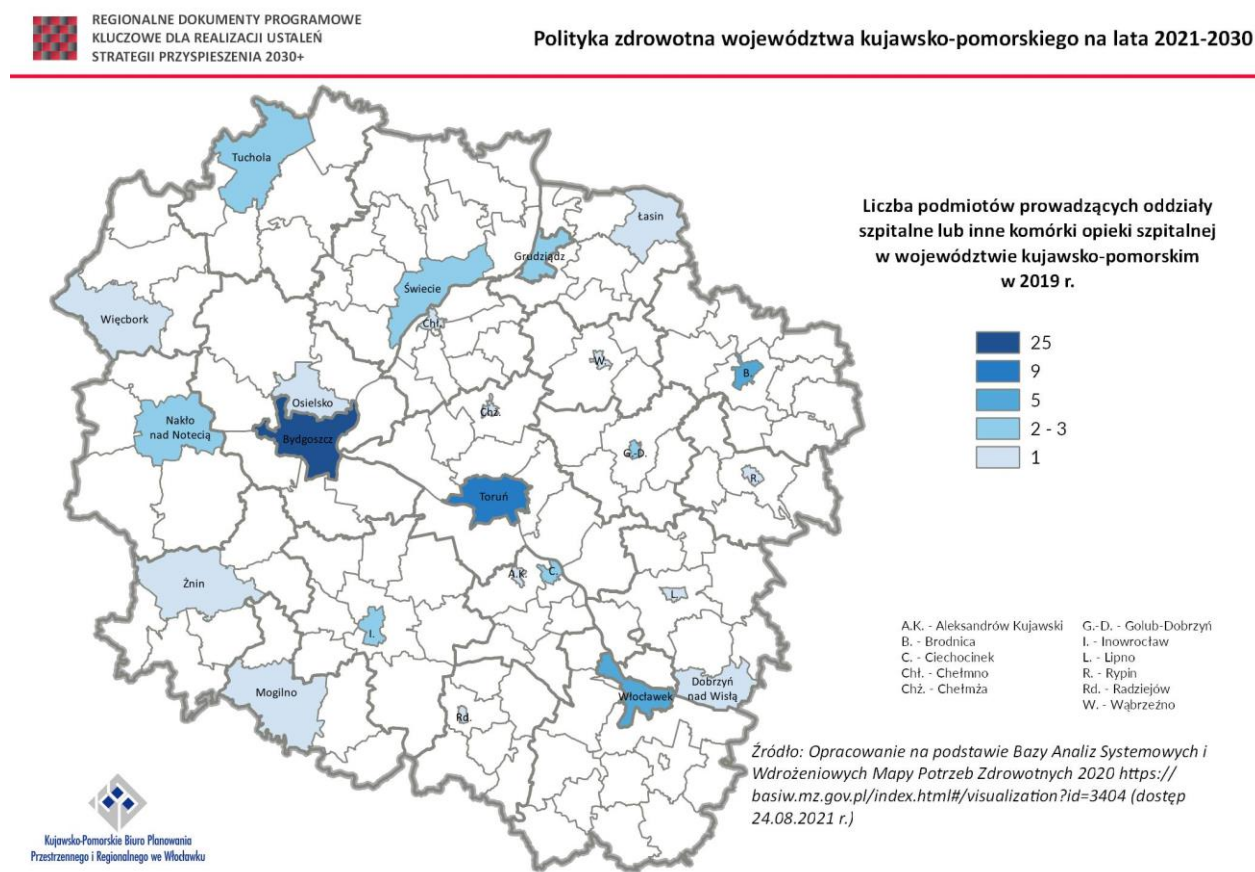 REGIONALNE DOKUMENTY PROGRAMOWE
KLUCZOWE DLA REALIZACJI USTALEŃ
STRATEGII PRZYSPIESZENIA 2030+
Polityka zdrowotna województwa kujawsko-pomorskiego na lata 2021-2030
Tuchola
Łasin
Grudziądz
Świecie
Więcbork
Chł.
W.
B.
Osielsko
Chż.
Nakło
nad Notecią
Bydgoszcz
G.-D.
R.
Toruń
A.K.
C.
Żnin
L.
I.
Dobrzyń
nad Wisłą
Włocławek
Mogilno
Rd.
Liczba podmiotów prowadzących oddziały
szpitalne lub inne komórki opieki szpitalnej
w województwie kujawsko-pomorskim
w 2019 r.
25
9
5
2 - 3
1
A.K. - Aleksandrów Kujawski
B. - Brodnica
C. - Ciechocinek
Chł. - Chełmno
Chż. - Chełmża
G.-D. - Golub-Dobrzyń
I. - Inowrocław
L. - Lipno
R. - Rypin
Rd. - Radziejów
W. - Wąbrzeźno
Źródło: Opracowanie na podstawie Bazy Analiz Systemowych i
Wdrożeniowych Mapy Potrzeb Zdrowotnych 2020 https://
basiw.mz.gov.pl/index.html#/visualization?id=3404 (dostęp
24.08.2021 r.)
Kujawsko-Pomorskie Biuro Planowania
Przestrzennego i Regionalnego we Włocławku